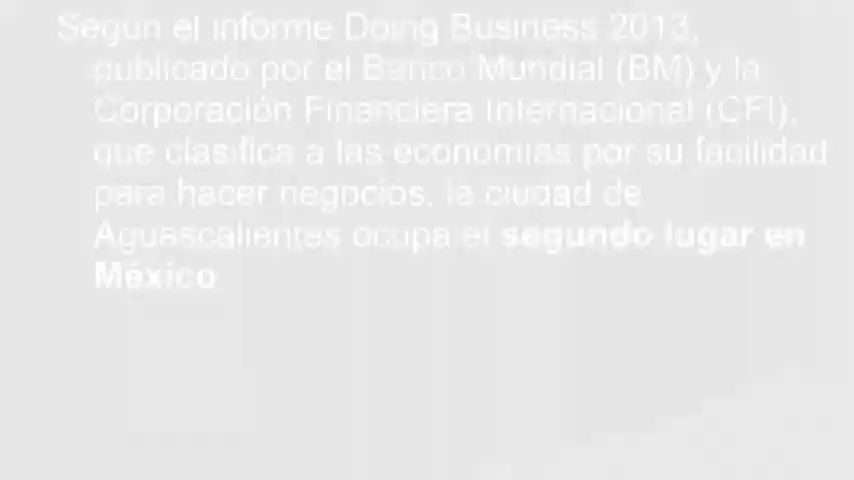 Según el informe Doing Business 2013,
publicado por el Banco Mundial (BM) y la
Corporación Financiera Internacional (CFI),
que clasifica a las economías por su facilidad
para hacer negocios, la ciudad de
Aguascalientes ocupa el segundo lugar en
México